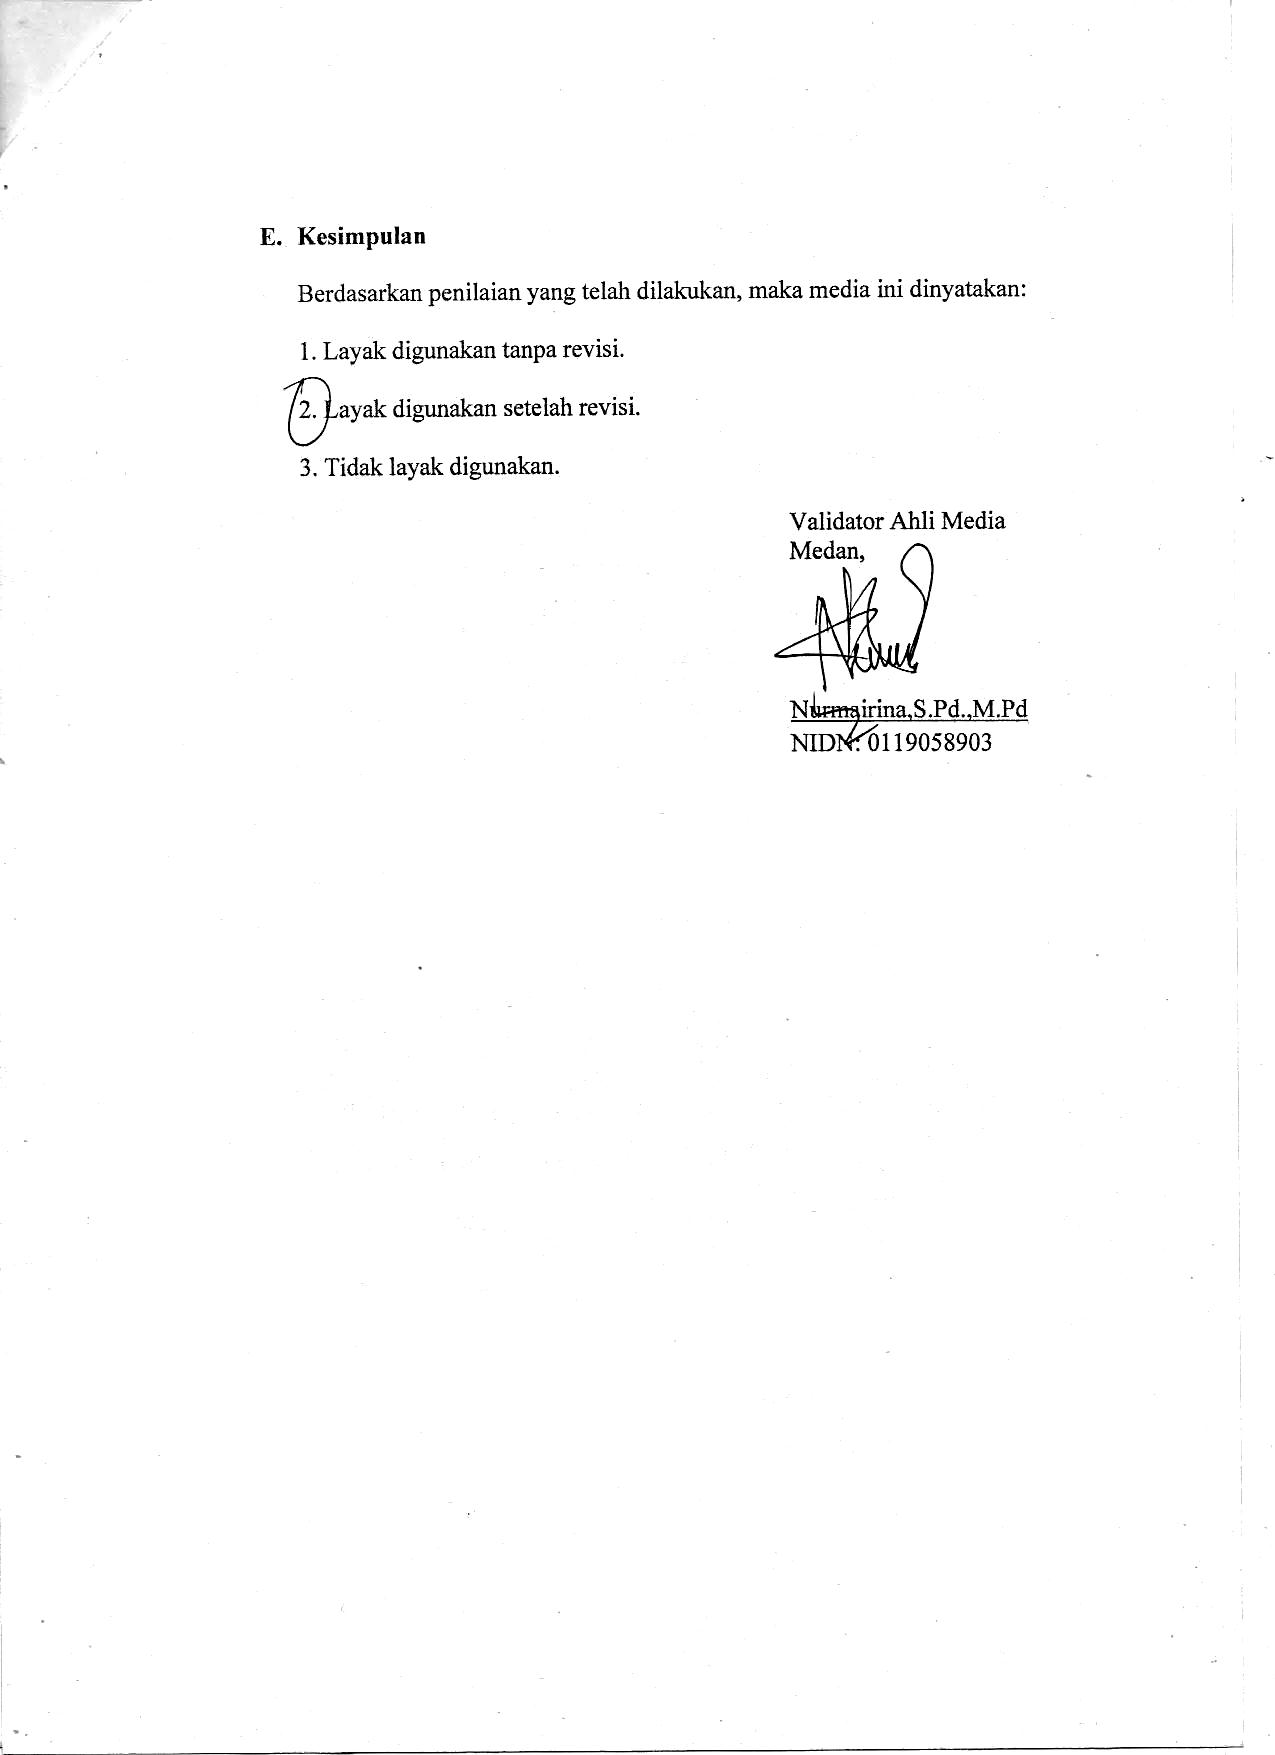 E. Kesimpulan
Berdasarkan penilaian yang telah dilakukan, maka media ini dinyatakan:
1. Layak digunakan tanpa revisi.
2. Layak digunakan setelah revisi.
3. Tidak layak digunakan.
Validator Ahli Media
Medan,
Nurmairina,S.Pd.,M.Pd
NIDN: 0119058903